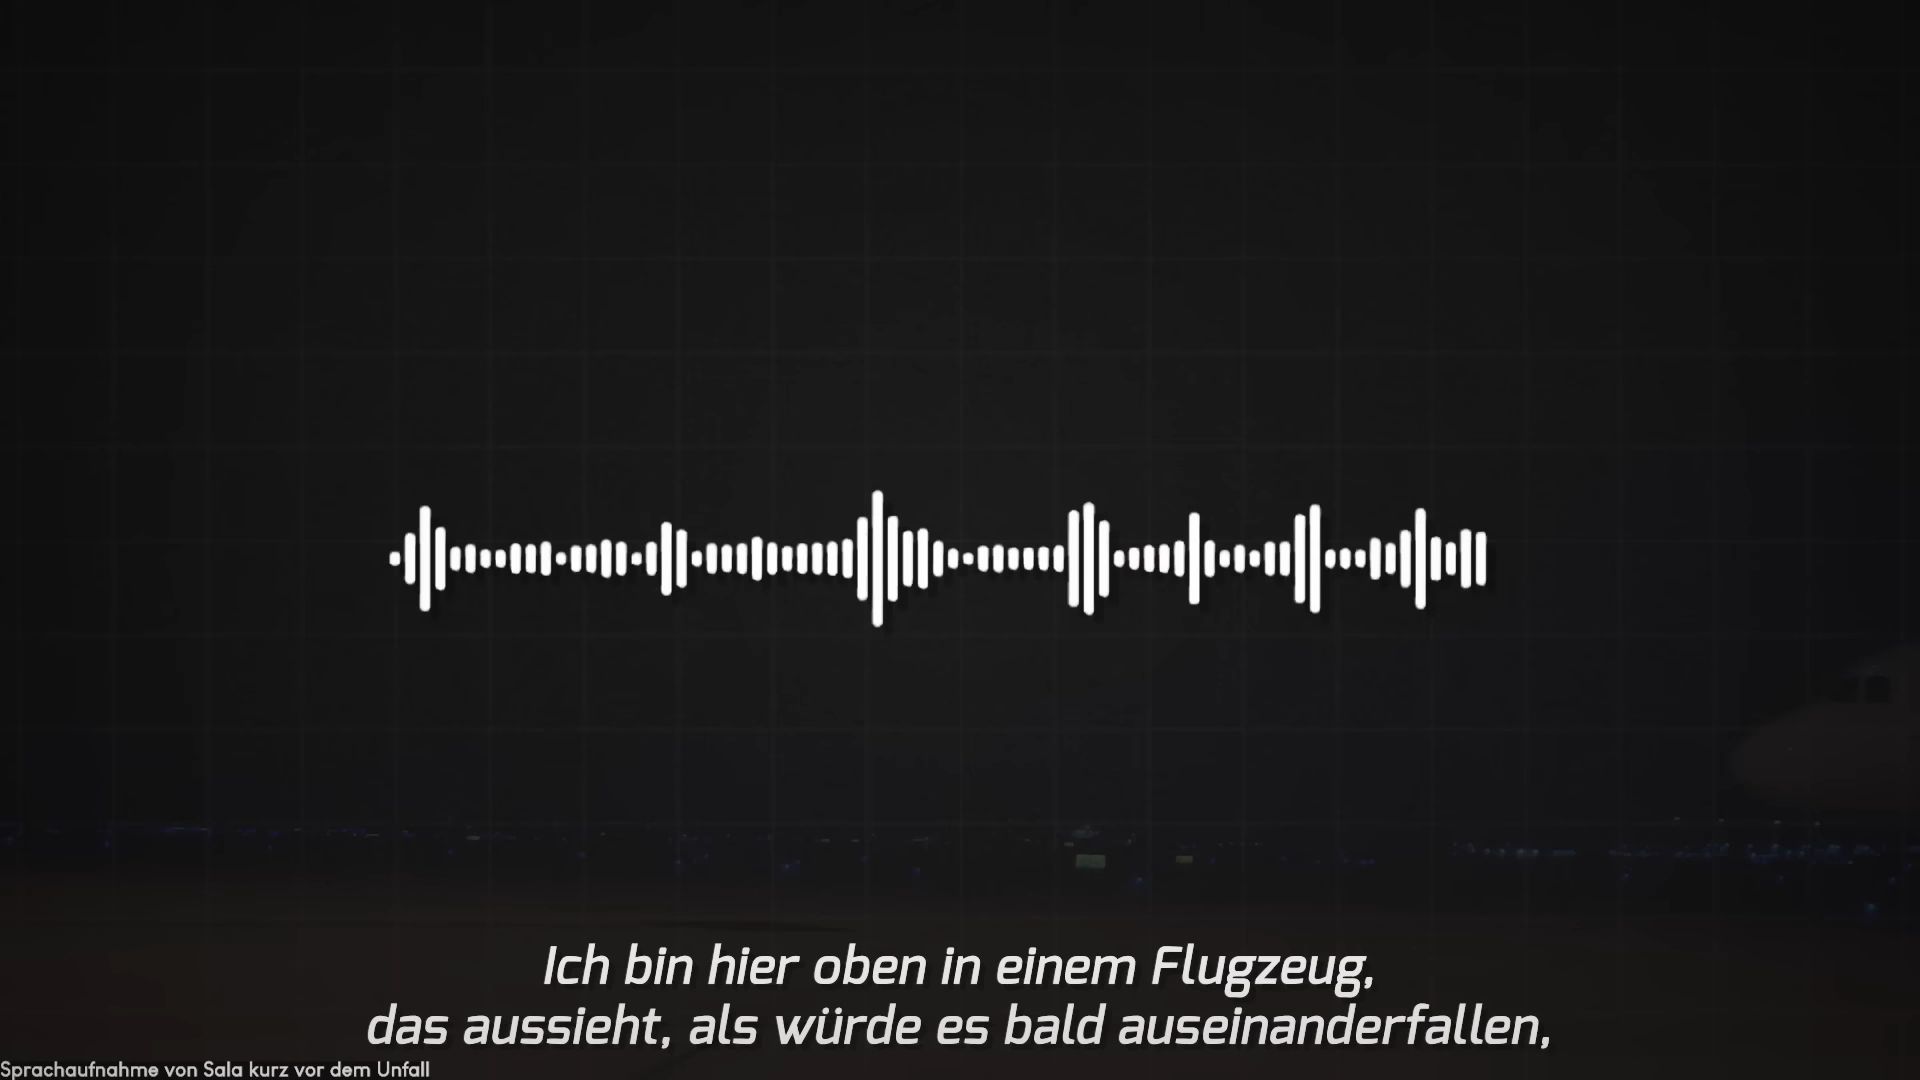 Ich bin hier oben in einem Flugzeug,
das aussieht, als würde es bald auseinanderfallen,
Sprachaufnahme von Sala kurz vor dem Unfall